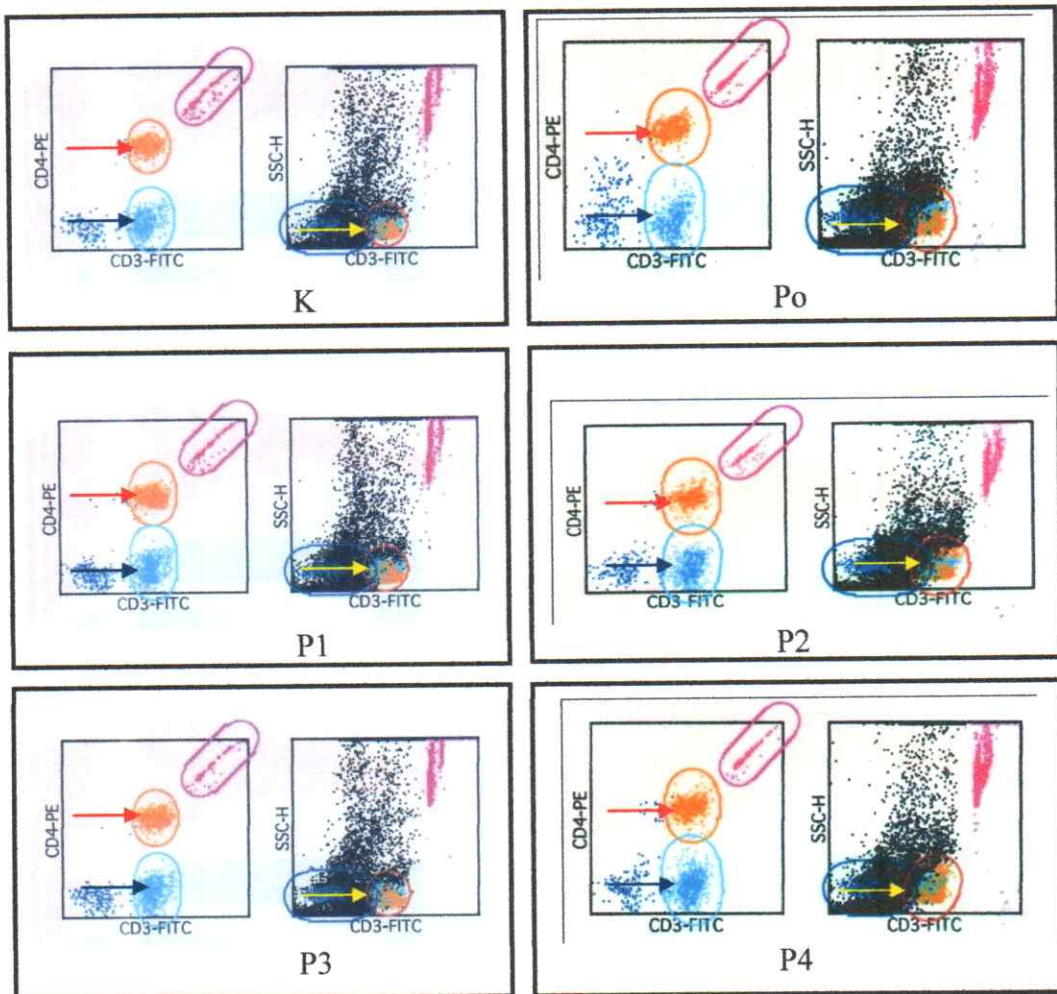 CD4-PE
CD3-FITC
SSC-H
CD3-FITC
K
CD4-PE
CD3-FITC
SSC-H
CD3-FITC
Po
CD4-PE
CD3-FITC
SSC-H
CD3-FITC
P1
CD4-PE
CD3-FITC
SSC-H
CD3-FITC
P2
CD4-PE
CD3-FITC
SSC-H
CD3-FITC
P3
CD4-PE
CD3-FITC
SSC-H
CD3-FITC
P4